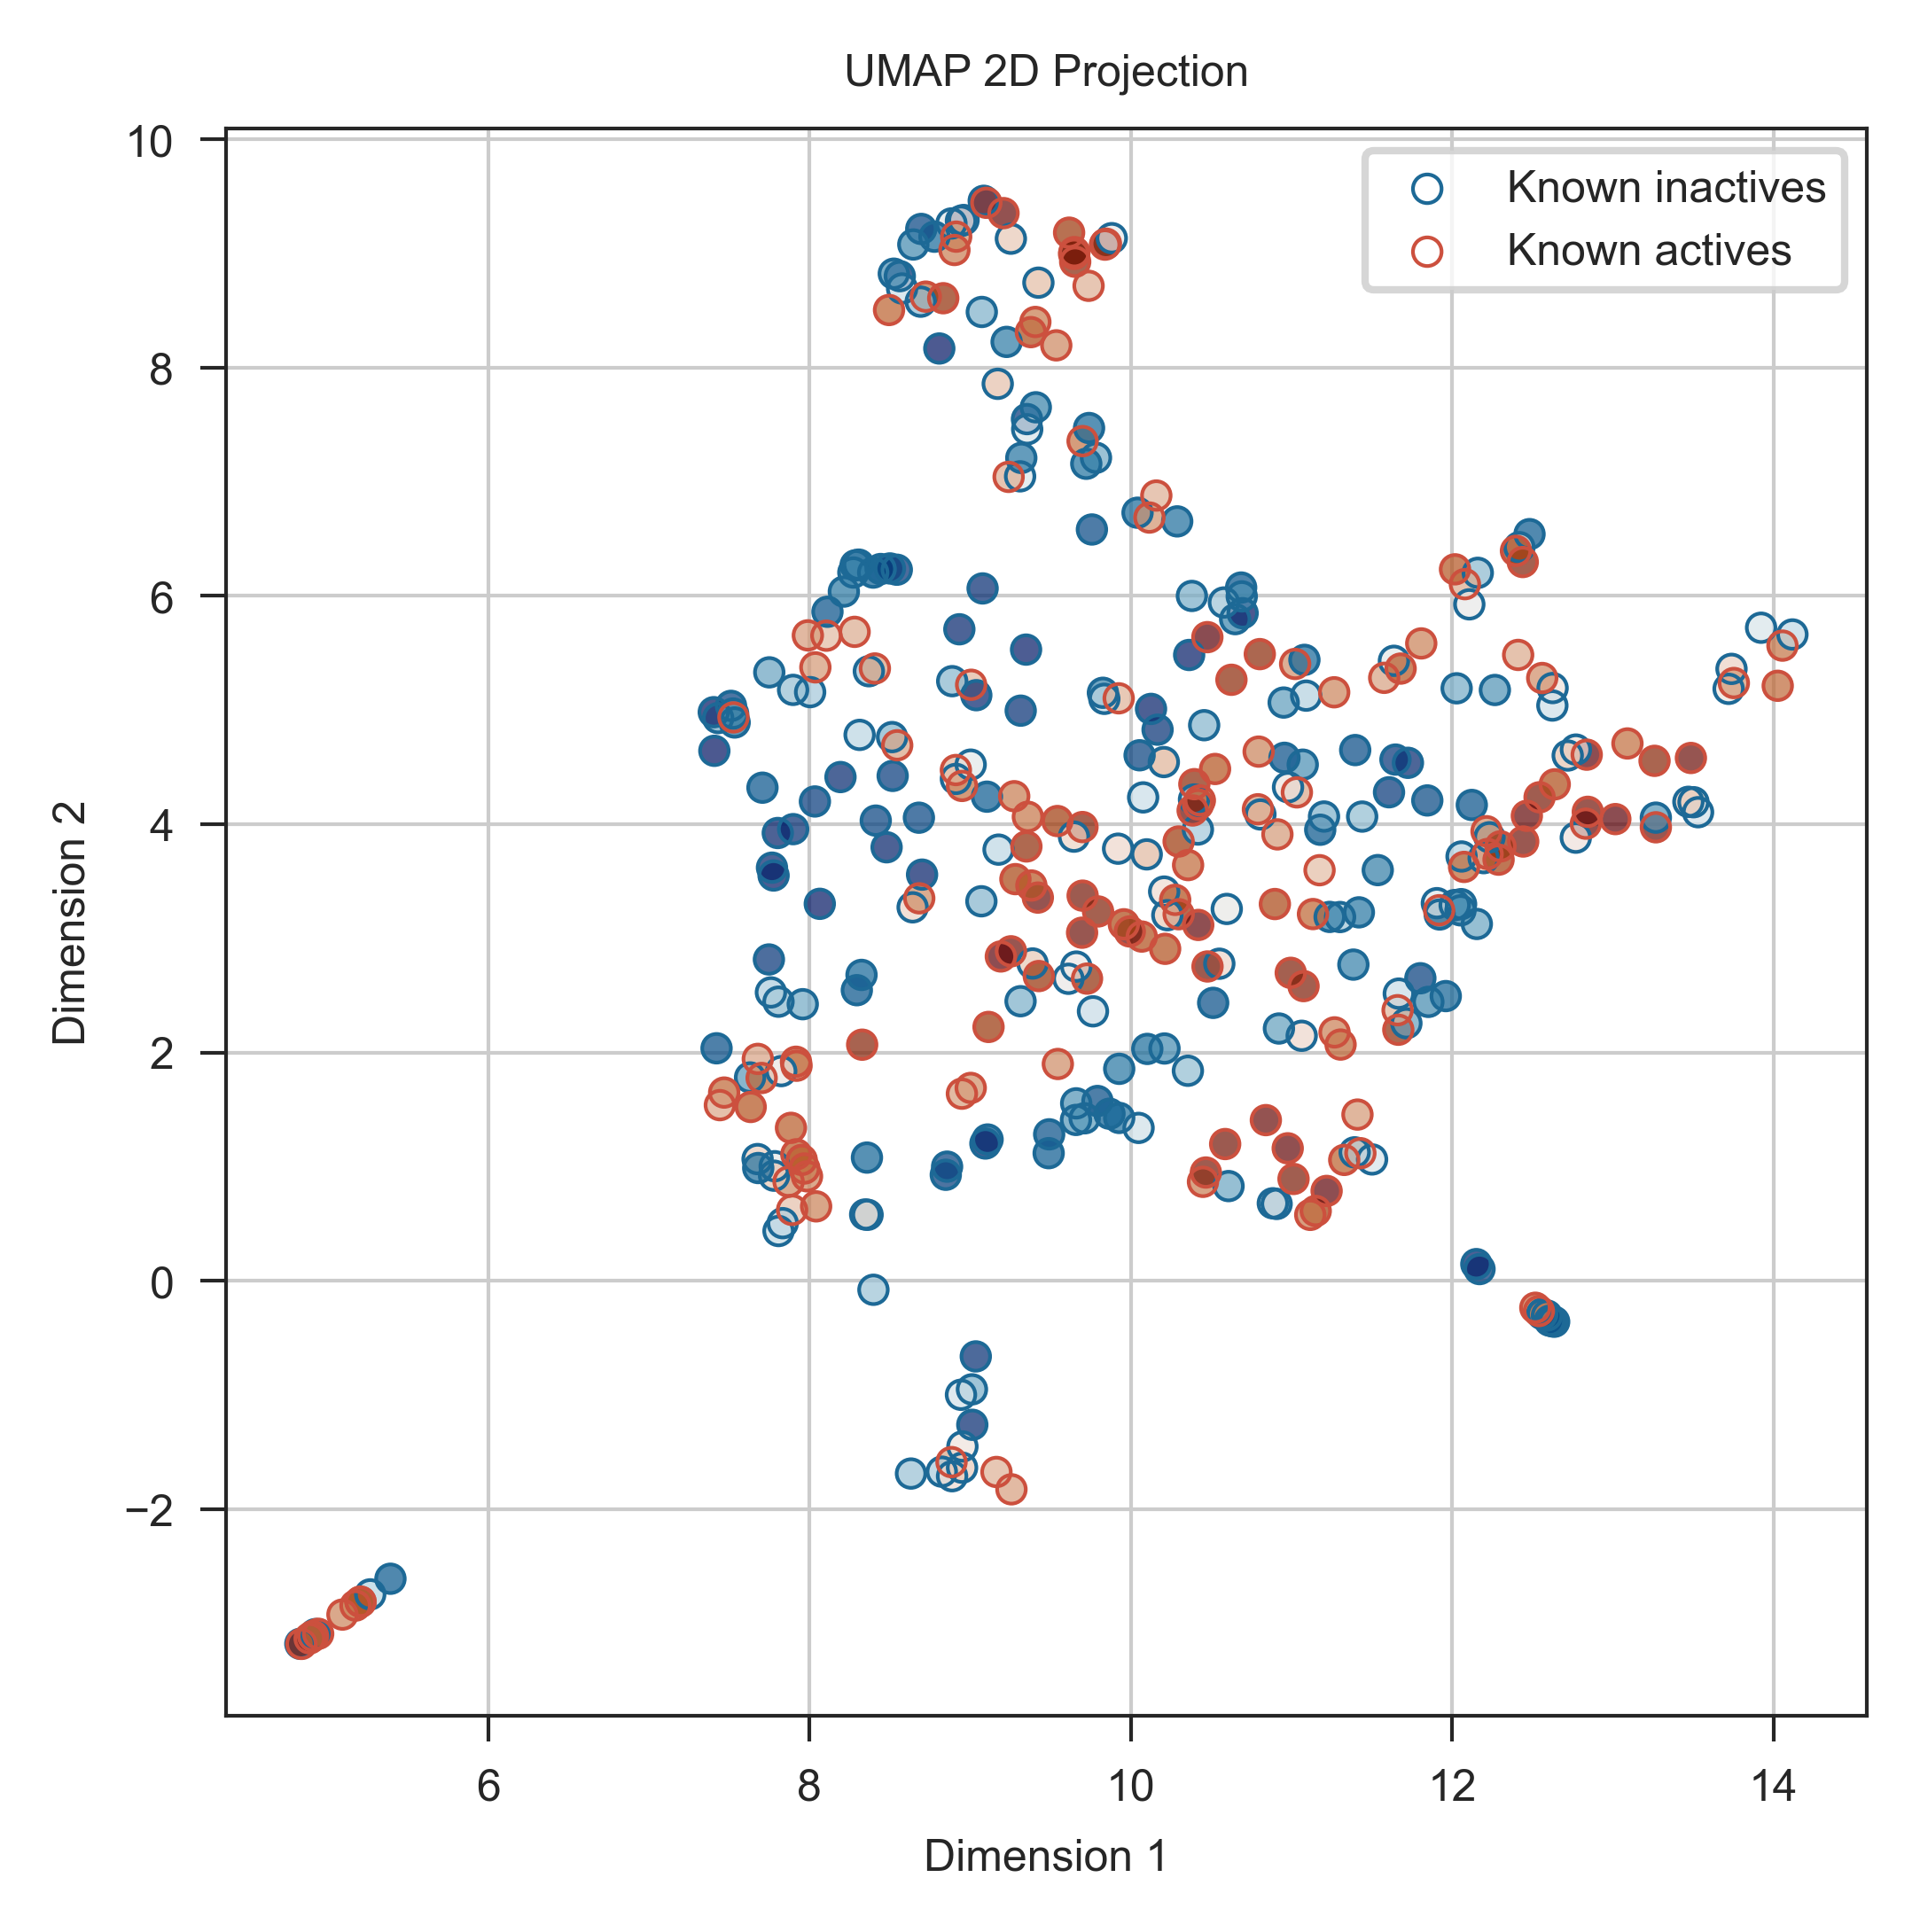 UMAP 2D Projection
Known inactives
Known actives
10
8
6
4
2
0
−2
Dimension 2
6
8
10
12
14
Dimension 1